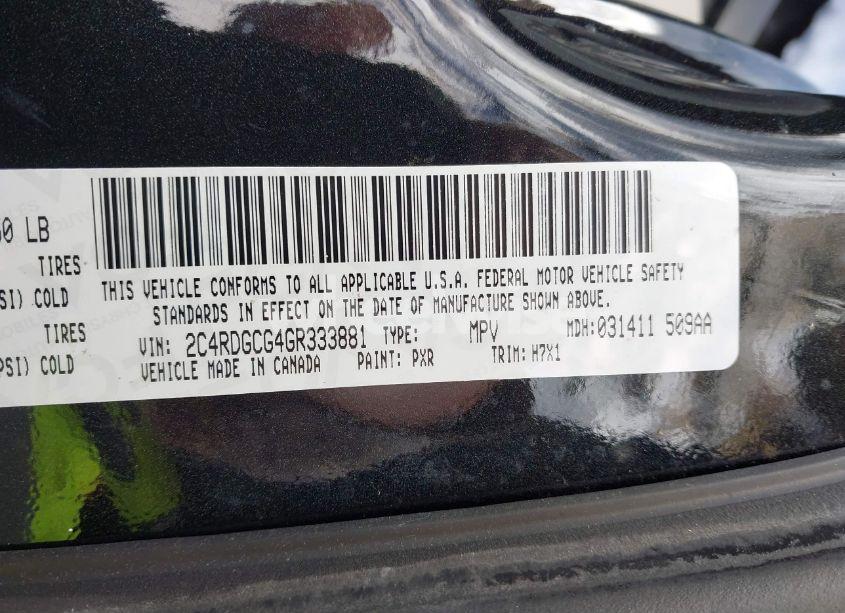 50 LB
TIRES
SI) COLD
TIRES
PSI) COLD
THIS VEHICLE CONFORMS TO ALL APPLICABLE U.S.A. FEDERAL MOTOR VEHICLE SAFETY
STANDARDS IN EFFECT ON THE DATE OF MANUFACTURE SHOWN ABOVE.
VIN: 2C4RDGCG4GR333881 TYPE: MPV MDH: 031411 509AA
VEHICLE MADE IN CANADA PAINT: PXR TRIM: H7X1